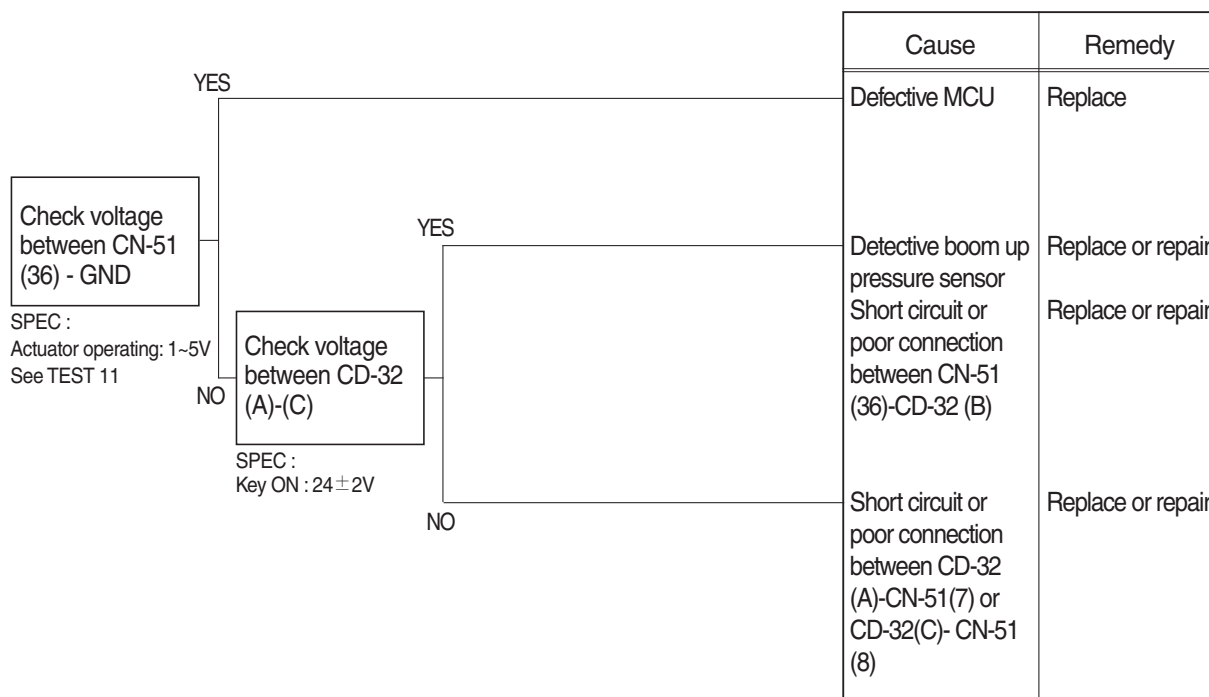 Cause
Remedy
YES
Defective MCU
Replace
Check voltage
between CN-51
(36) - GND
SPEC :
Actuator operating: 1~5V
See TEST 11
YES
Detective boom up
pressure sensor
Replace or repair
Short circuit or
poor connection
between CN-51
(36)-CD-32 (B)
Replace or repair
NO
Check voltage
between CD-32
(A)-(C)
SPEC :
Key ON : 24±2V
NO
Short circuit or
poor connection
between CD-32
(A)-CN-51(7) or
CD-32(C)- CN-51
(8)
Replace or repair